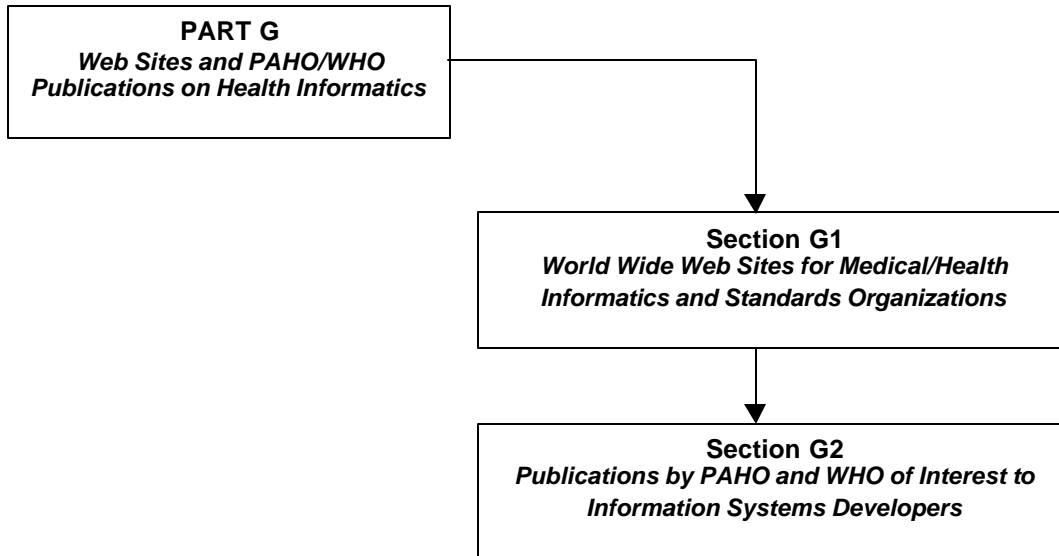 PART G
Web Sites and PAHO/WHO
Publications on Health Informatics
Section G1
World Wide Web Sites for Medical/Health
Informatics and Standards Organizations
Section G2
Publications by PAHO and WHO of Interest to
Information Systems Developers